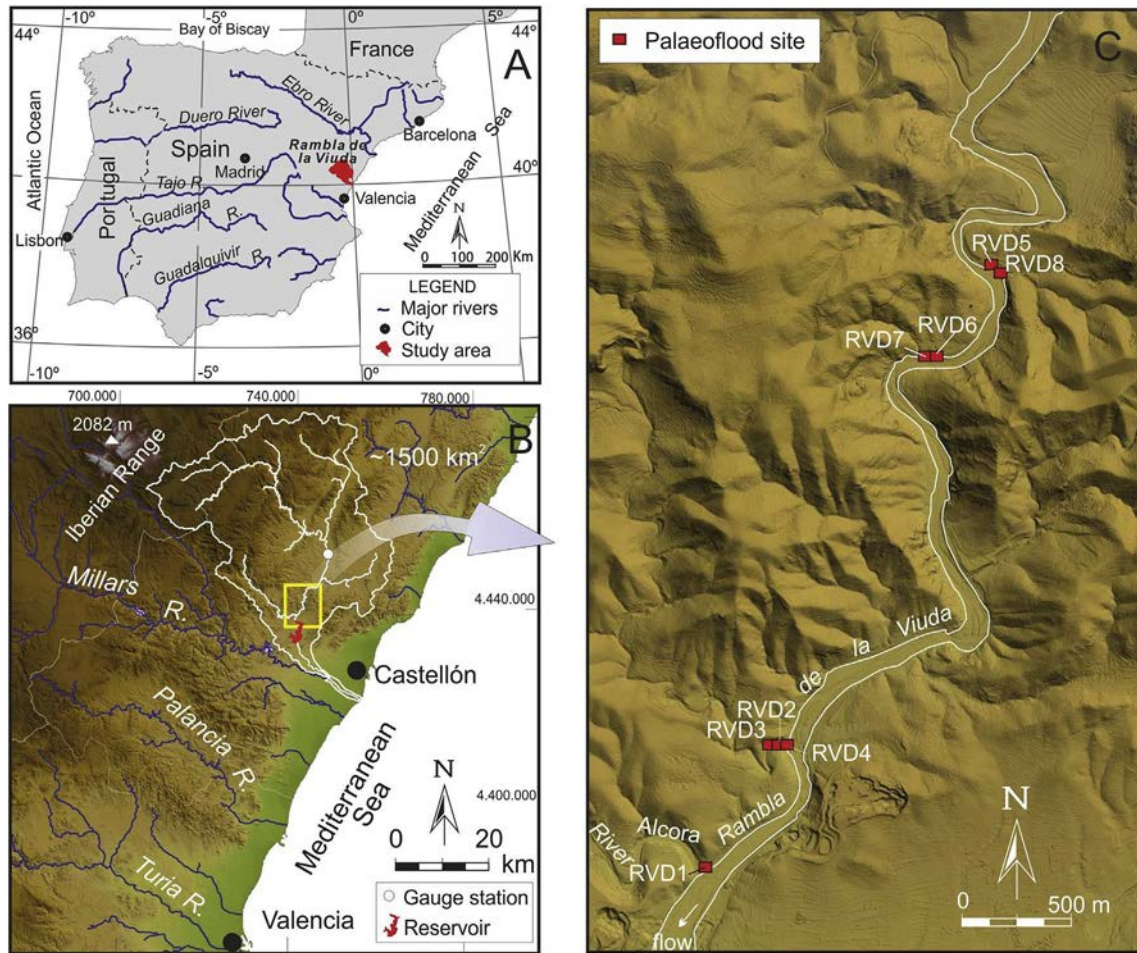 -10°
-5°
0°
5°
44°
Bay of Biscay
44°
France
A
Ebro River
Duero River
Barcelona
Atlantic Ocean
Portugal
Spain
Rambla de
la Viuda
Madrid
40°
Tajo R.
Valencia
Mediterranean Sea
Guadiana R.
Lisbon
N
0 100 200 Km
Guadalquivir R.
LEGEND
Major rivers
City
Study area
36°
-10°
-5°
0
5°
700.000
740.000
780.000
B
2082 m
~1500 km²
Iberian Range
Millars R.
4.440.000
Castellón
Palancia R.
Mediterranean
Sea
N
4.400.000
0 10 20
km
Turia R.
Gauge station
Reservoir
Valencia
Palaeoflood site
C
RVD5
RVD8
RVD6
RVD7
Rambla de la Viuda
RVD2
RVD3
RVD4
Alcora
River
RVD1
N
0 500 m
flow